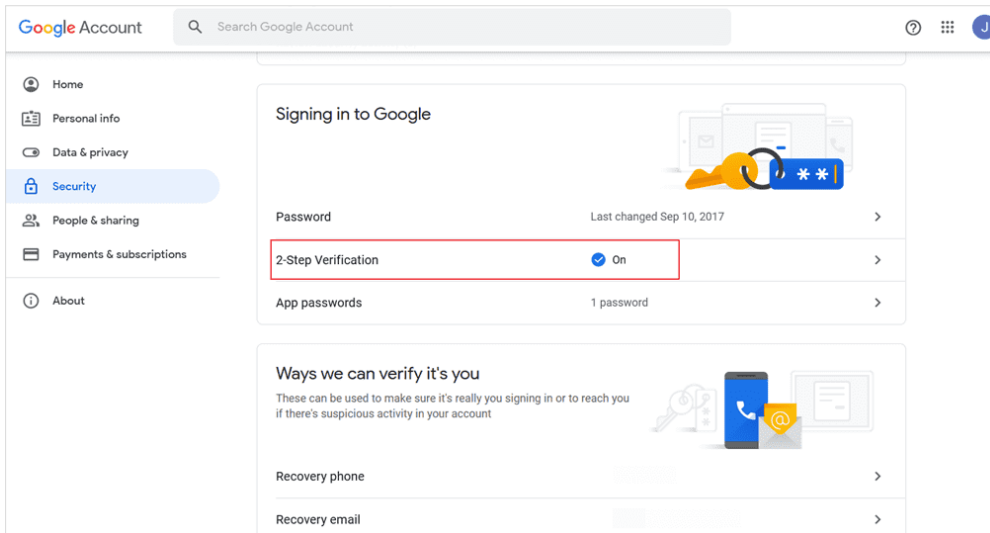 Google Account
Search Google Account
J
Home
Personal info
Data & privacy
Security
People & sharing
Payments & subscriptions
About
Signing in to Google
**
Password Last changed Sep 10, 2017
2-Step Verification On
App passwords 1 password
Ways we can verify it's you
These can be used to make sure it's really you signing in or to reach you
if there's suspicious activity in your account
@
Recovery phone
Recovery email